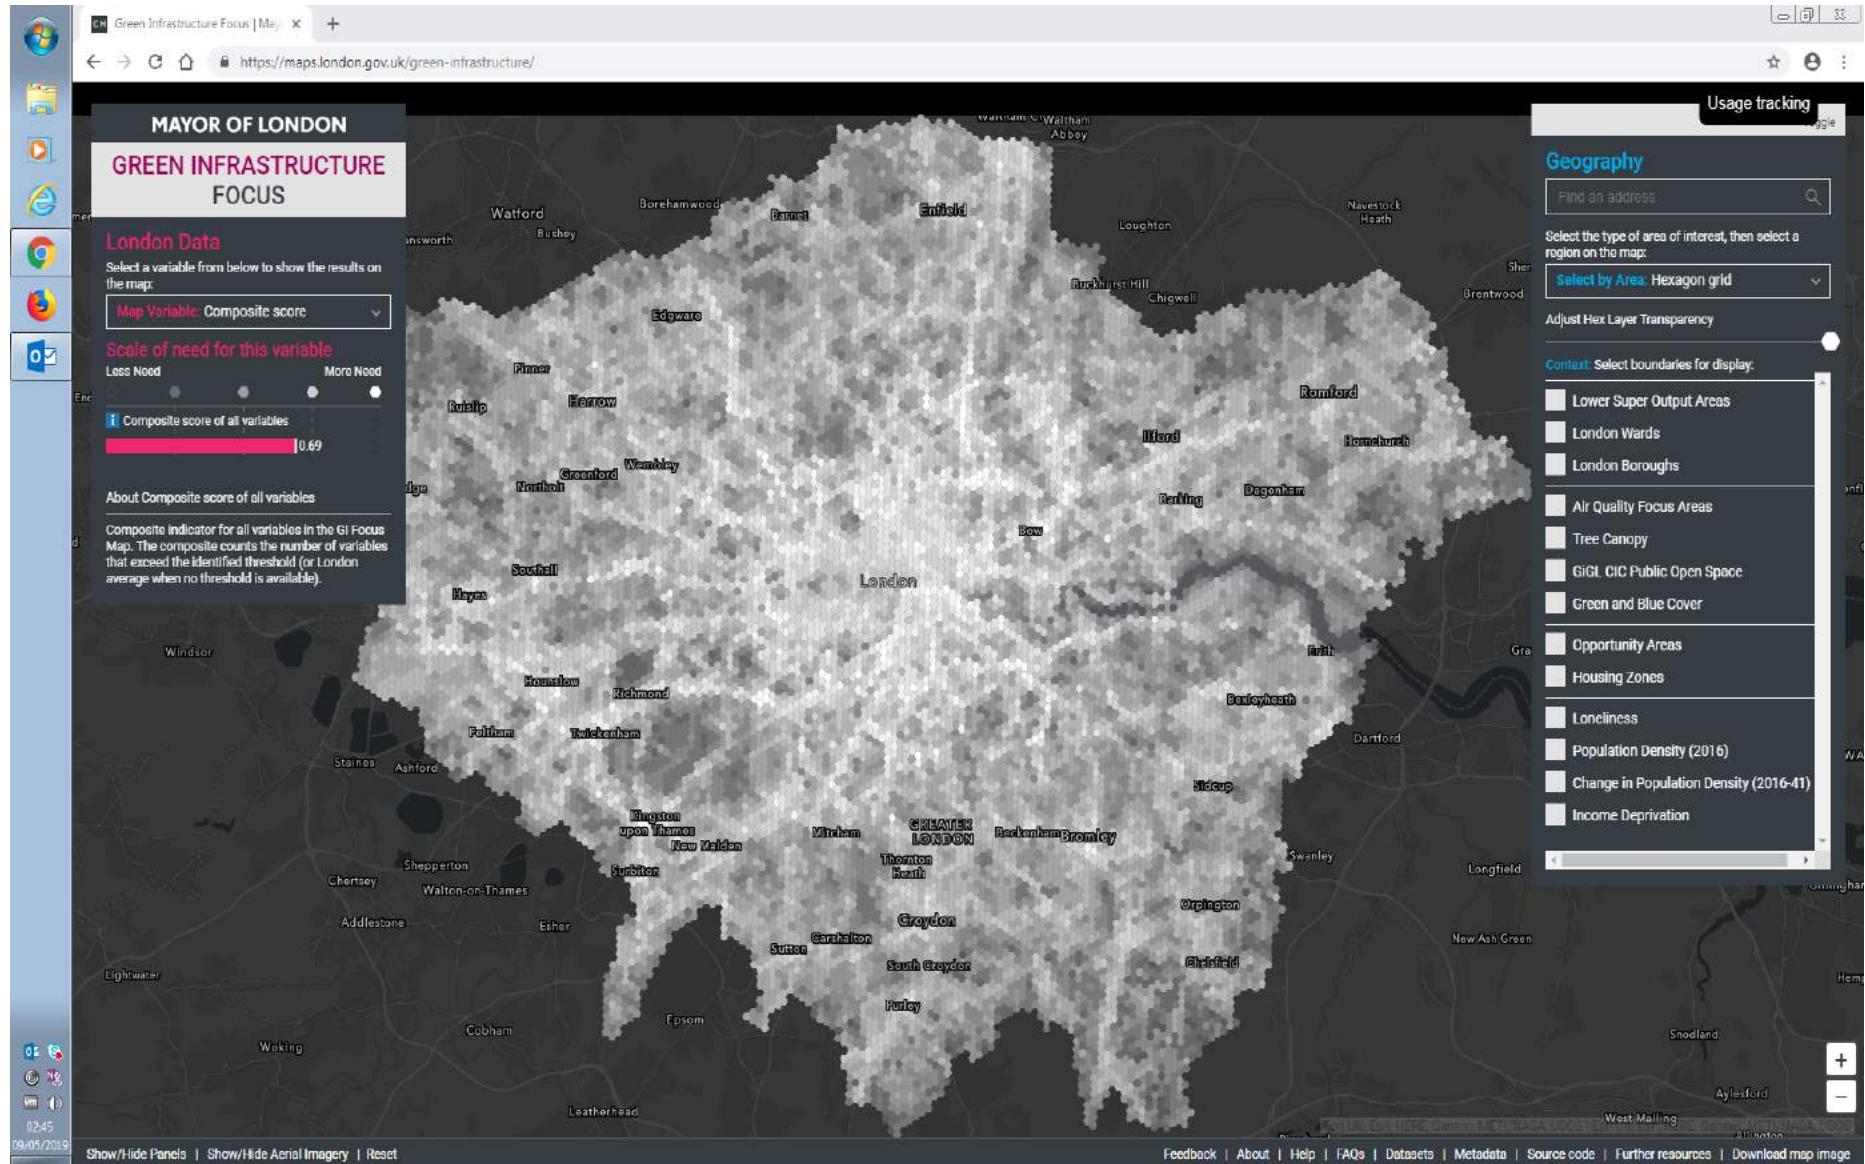 Green Infrastructure Focus | May
https://maps.london.gov.uk/green-infrastructure/
MAYOR OF LONDON
GREEN INFRASTRUCTURE
FOCUS
London Data
Select a variable from below to show the results on
the map:
Map Variable: Composite score
Scale of need for this variable
Less Need More Need
i Composite score of all variables
0.69
About Composite score of all variables
Composite indicator for all variables in the GI Focus
Map. The composite counts the number of variables
that exceed the identified threshold (or London
average when no threshold is available).
Usage tracking
Geography
Find an address
Select the type of area of interest, then select a
region on the map:
Select by Area: Hexagon grid
Adjust Hex Layer Transparency
Context: Select boundaries for display:
Lower Super Output Areas
London Wards
London Boroughs
Air Quality Focus Areas
Tree Canopy
GiGL CIC Public Open Space
Green and Blue Cover
Opportunity Areas
Housing Zones
Loneliness
Population Density (2016)
Change in Population Density (2016-41)
Income Deprivation
Waltham
Abbey
Borehamwood
Watford
Bushey
Barnet
Enfield
Loughton
Navestock
Heath
Buckhurst Hill
Chigwell
Brentwood
Edgware
Pinner
Harrow
Ruislip
Romford
Ilford
Hornchurch
Wembley
Greenford
Northolt
Barking
Dagenham
Bow
Southall
London
Hayes
Windsor
Erith
Hounslow
Richmond
Bexleyheath
Feltham
Twickenham
Dartford
Staines
Ashford
Sidcup
Kingston
upon Thames
New Malden
Mitcham
GREATER
LONDON
Beckenham
Bromley
Thornton
Heath
Surbiton
Swanley
Longfield
Shepperton
Chertsey
Walton-on-Thames
Orpington
Addlestone
Esher
Croydon
Carshalton
Sutton
New Ash Green
South Croydon
Chelsfield
Lightwater
Purley
Epsom
Cobham
Woking
Snodland
Aylesford
Leatherhead
West Malling
02:45
09/05/2019
Show/Hide Panels | Show/Hide Aerial Imagery | Reset
Feedback | About | Help | FAQs | Datasets | Metadata | Source code | Further resources | Download map image